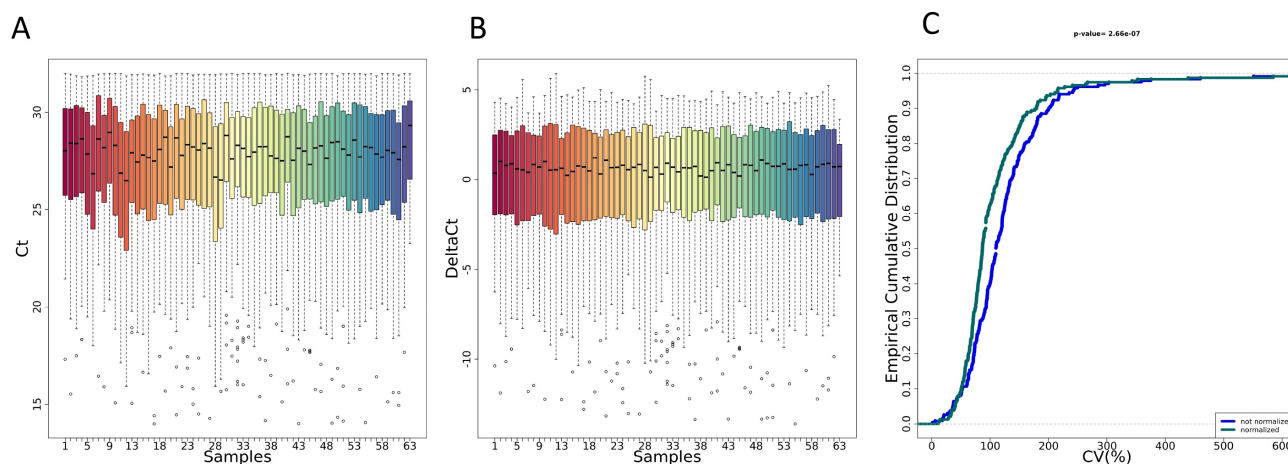 A
B
C
p-value= 2.66e-07
30
25
20
15
Ct
1 5 9 13 18 23 28 33 38 43 48 53 58 63
Samples
5
0
-5
-10
DeltaCt
1 5 9 13 18 23 28 33 38 43 48 53 58 63
Samples
1.0
0.9
0.8
0.7
0.6
0.5
0.4
0.3
0.2
0.1
0.0
Empirical Cumulative Distribution
not normalize
normalized
0 100 200 300 400 500 600
CV(%)